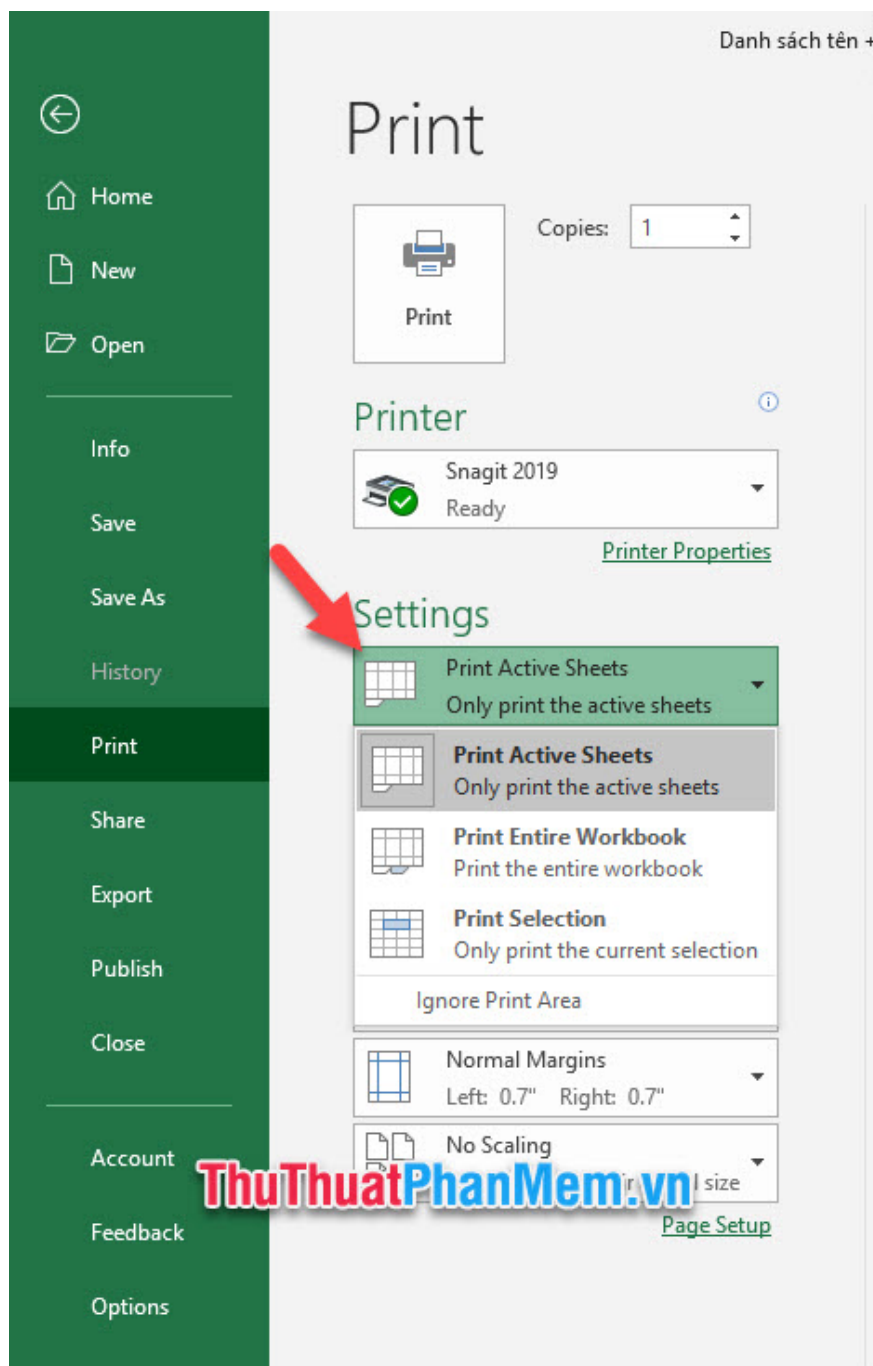 Danh sách tên +
Print
Home
New
Open
Info
Save
Save As
History
Print
Share
Export
Publish
Close
Account
Feedback
Options
Copies: 1
Print
Printer
Snagit 2019
Ready
Printer Properties
Settings
Print Active Sheets
Only print the active sheets
Print Active Sheets
Only print the active sheets
Print Entire Workbook
Print the entire workbook
Print Selection
Only print the current selection
Ignore Print Area
Normal Margins
Left: 0.7" Right: 0.7"
No Scaling
size
ThuThuatPhanMem.vn
Page Setup